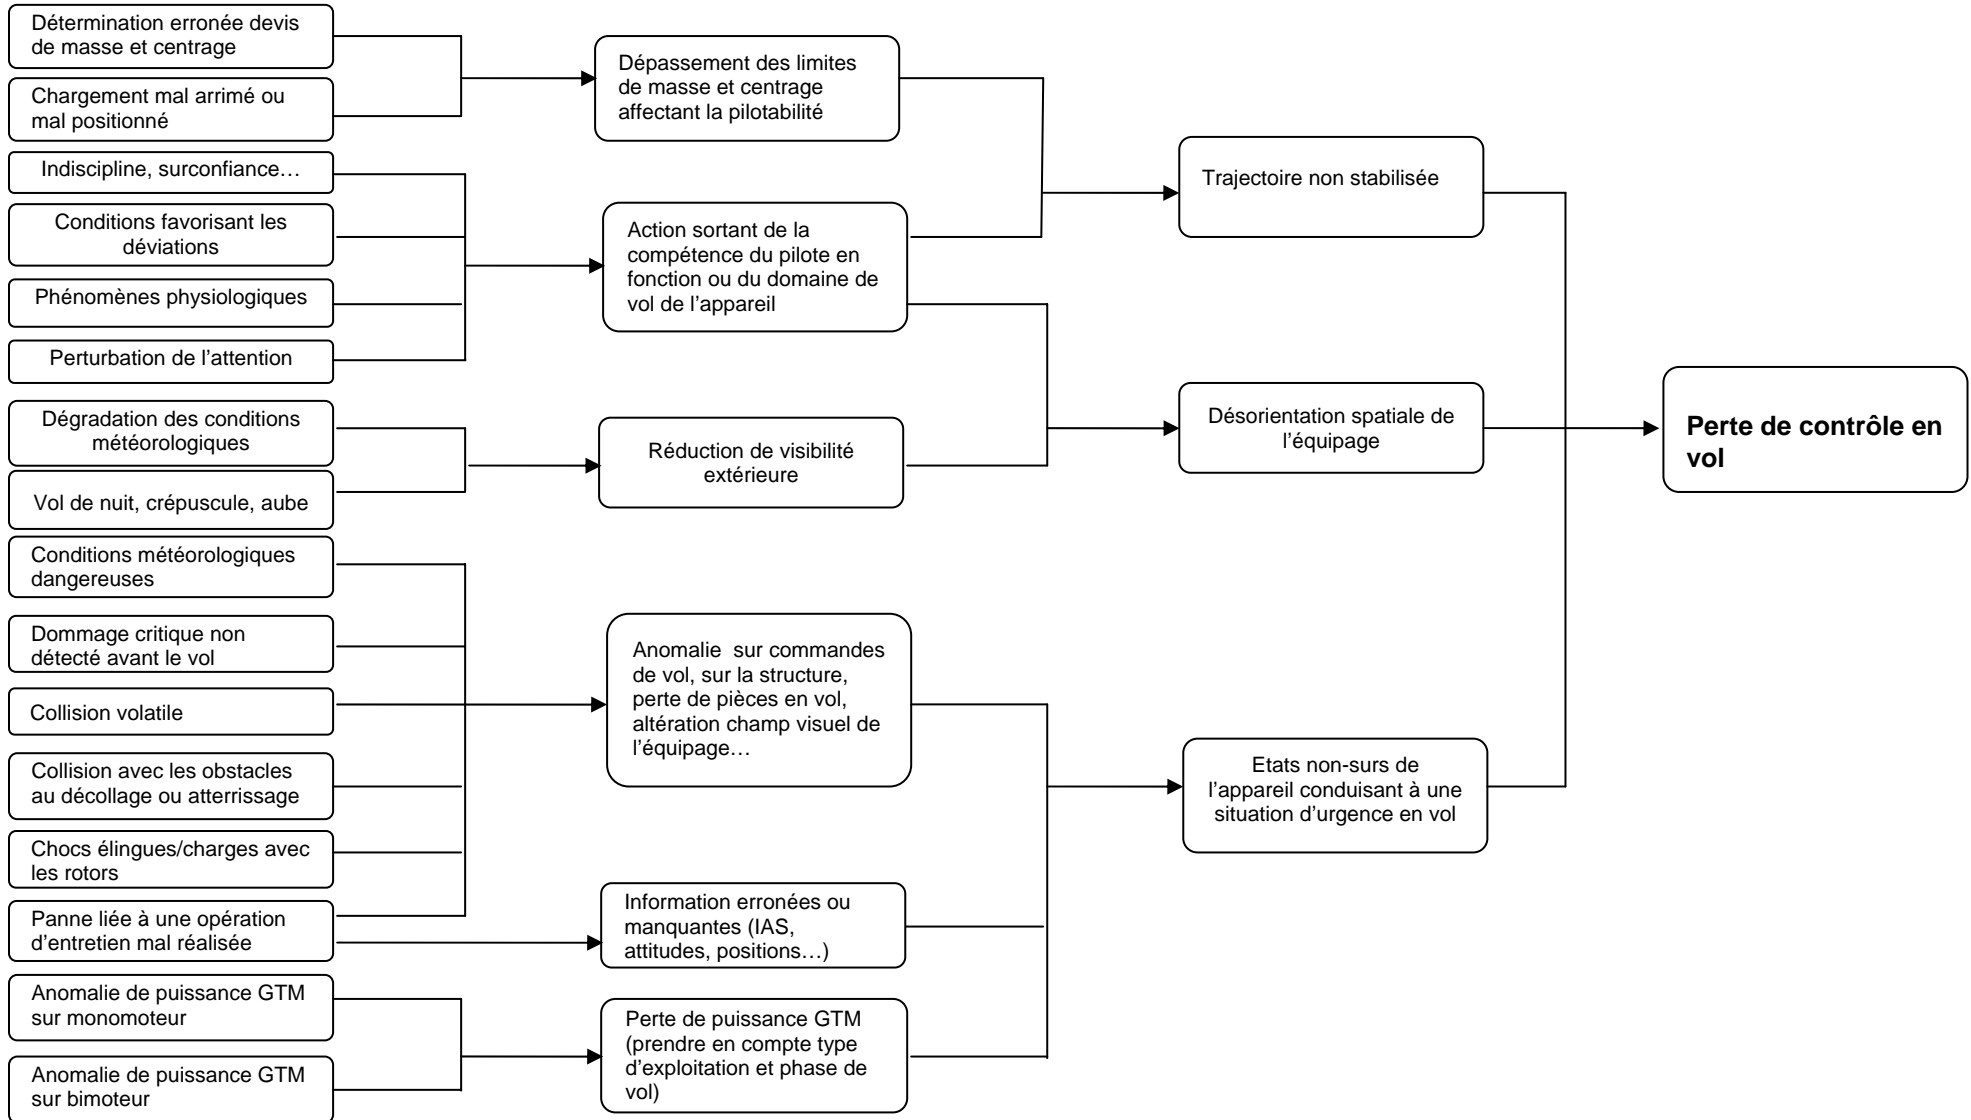 Détermination erronée devis
de masse et centrage
Chargement mal arrimé ou
mal positionné
Indiscipline, surconfiance…
Conditions favorisant les
déviations
Phénomènes physiologiques
Perturbation de l’attention
Dégradation des conditions
météorologiques
Vol de nuit, crépuscule, aube
Conditions météorologiques
dangereuses
Dommage critique non
détecté avant le vol
Collision volatile
Collision avec les obstacles
au décollage ou atterrissage
Chocs élingues/charges avec
les rotors
Panne liée à une opération
d’entretien mal réalisée
Anomalie de puissance GTM
sur monomoteur
Anomalie de puissance GTM
sur bimoteur
Dépassement des limites
de masse et centrage
affectant la pilotabilité
Action sortant de la
compétence du pilote en
fonction ou du domaine de
vol de l’appareil
Réduction de visibilité
extérieure
Anomalie  sur commandes
de vol, sur la structure,
perte de pièces en vol,
altération champ visuel de
l’équipage…
Information erronées ou
manquantes (IAS,
attitudes, positions…)
Perte de puissance GTM
(prendre en compte type
d’exploitation et phase de
vol)
Trajectoire non stabilisée
Désorientation spatiale de
l’équipage
Etats non-surs de
l’appareil conduisant à une
situation d’urgence en vol
Perte de contrôle en
vol